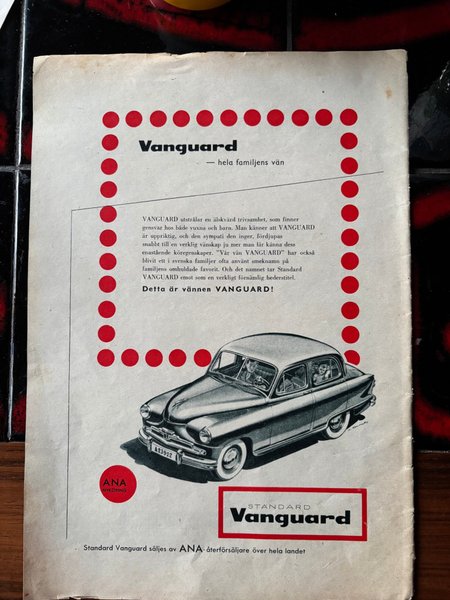 Vanguard
— hela familjens vän
VANGUARD utstrålar en älskvärd trivsamhet, som finner
gensvar hos både vuxna och barn. Man känner att VANGUARD
är uppriktig, och den sympati den inger, fördjupas
snabbt till en verklig vänskap ju mer man får känna dess
enastående köregenskaper. "Vår vän VANGUARD" har också
blivit ett i svenska familjer ofta använt smeknamn på
familjens omhuldade favorit. Och det namnet tar Standard
VANGUARD emot som en verkligt förnämlig hederstitel.
Detta är vännen VANGUARD!
ANA
STANDARD
Vanguard
Standard Vanguard säljes av ANA-återförsäljare över hela landet